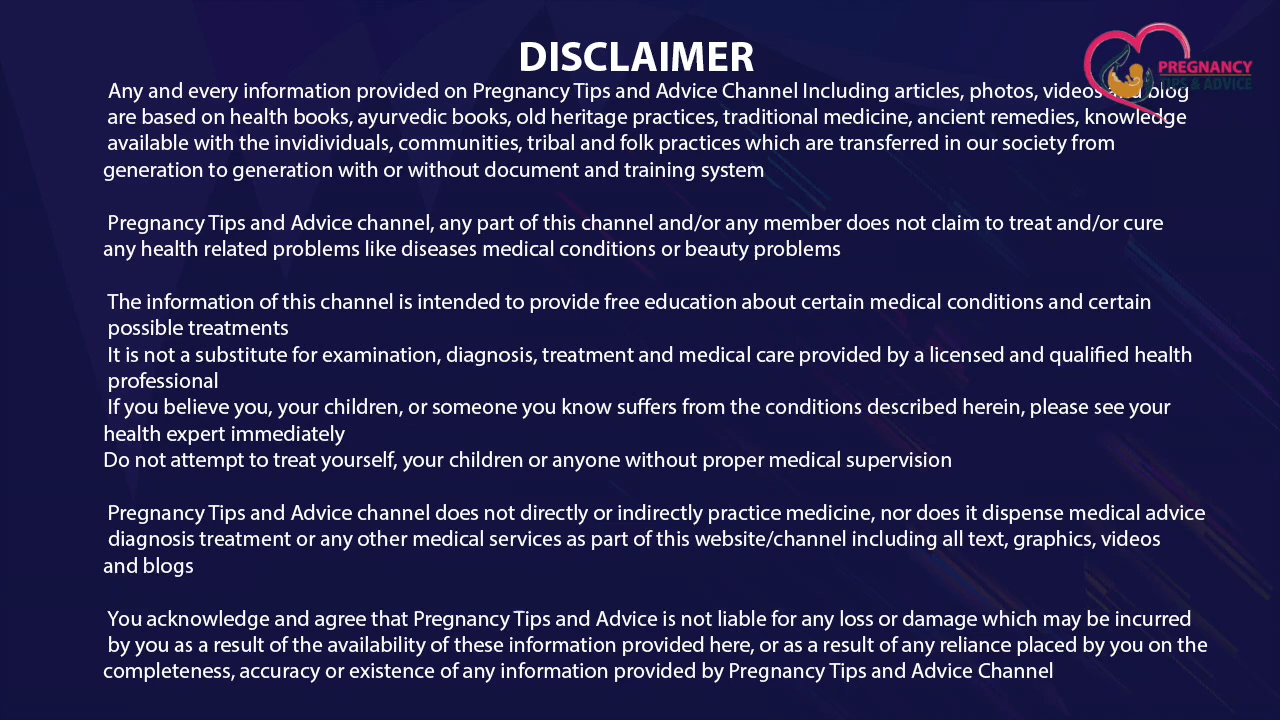 DISCLAIMER
PREGNANCY
TIPS & ADVICE
Any and every information provided on Pregnancy Tips and Advice Channel Including articles, photos, videos and blog
are based on health books, ayurvedic books, old heritage practices, traditional medicine, ancient remedies, knowledge
available with the invidividuals, communities, tribal and folk practices which are transferred in our society from
generation to generation with or without document and training system
Pregnancy Tips and Advice channel, any part of this channel and/or any member does not claim to treat and/or cure
any health related problems like diseases medical conditions or beauty problems
The information of this channel is intended to provide free education about certain medical conditions and certain
possible treatments
It is not a substitute for examination, diagnosis, treatment and medical care provided by a licensed and qualified health
professional
If you believe you, your children, or someone you know suffers from the conditions described herein, please see your
health expert immediately
Do not attempt to treat yourself, your children or anyone without proper medical supervision
Pregnancy Tips and Advice channel does not directly or indirectly practice medicine, nor does it dispense medical advice
diagnosis treatment or any other medical services as part of this website/channel including all text, graphics, videos
and blogs
You acknowledge and agree that Pregnancy Tips and Advice is not liable for any loss or damage which may be incurred
by you as a result of the availability of these information provided here, or as a result of any reliance placed by you on the
completeness, accuracy or existence of any information provided by Pregnancy Tips and Advice Channel